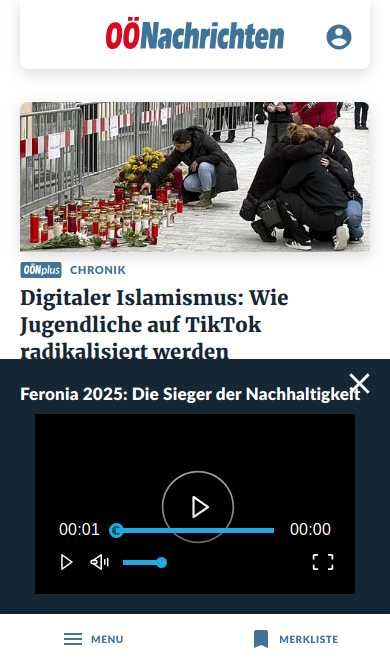 OÖNachrichten
OÖNplus CHRONIK
Digitaler Islamismus: Wie
Jugendliche auf TikTok
radikalisiert werden
Feronia 2025: Die Sieger der Nachhaltigkeit
00:01 00:00
MENU MERKLISTE